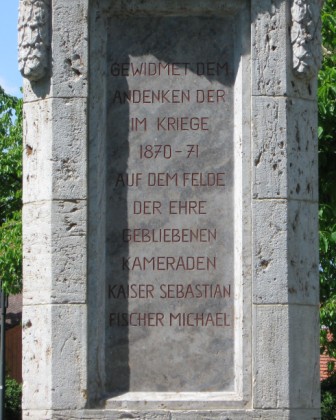 GEWIDMET DEM
ANDENKEN DER
IM KRIEGE
1870-71
AUF DEM FELDE
DER EHRE
GEBLIEBENEN
KAMERADEN
KAISER SEBASTIAN
FISCHER MICHAEL